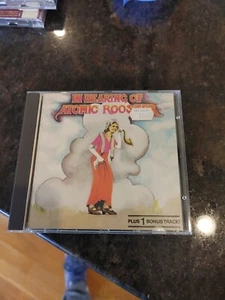 IN HEARING OF
ATOMIC ROOSTER
PLUS 1 BONUS TRACK!